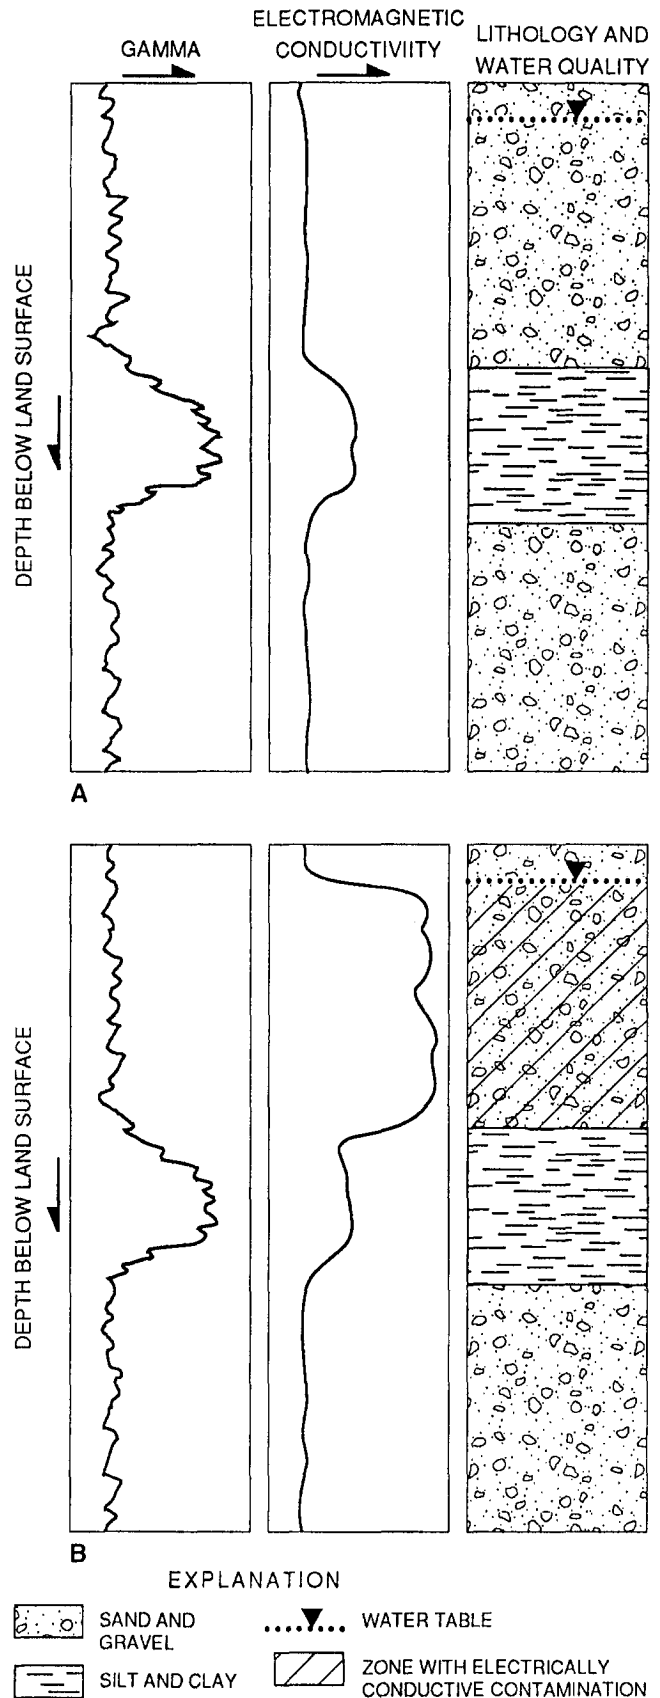 GAMMA
ELECTROMAGNETIC
CONDUCTIVIITY
LITHOLOGY AND
WATER QUALITY
DEPTH BELOW LAND SURFACE
A
DEPTH BELOW LAND SURFACE
B
EXPLANATION
SAND AND
GRAVEL
WATER TABLE
SILT AND CLAY
ZONE WITH ELECTRICALLY
CONDUCTIVE CONTAMINATION